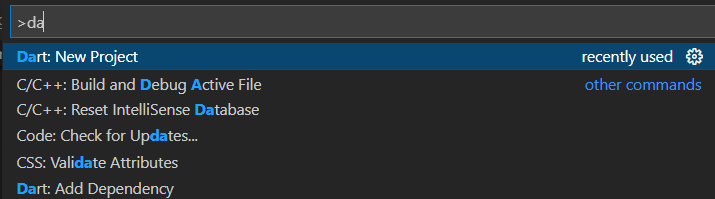 >da
Dart: New Project recently used
C/C++: Build and Debug Active File other commands
C/C++: Reset IntelliSense Database
Code: Check for Updates...
CSS: Validate Attributes
Dart: Add Dependency